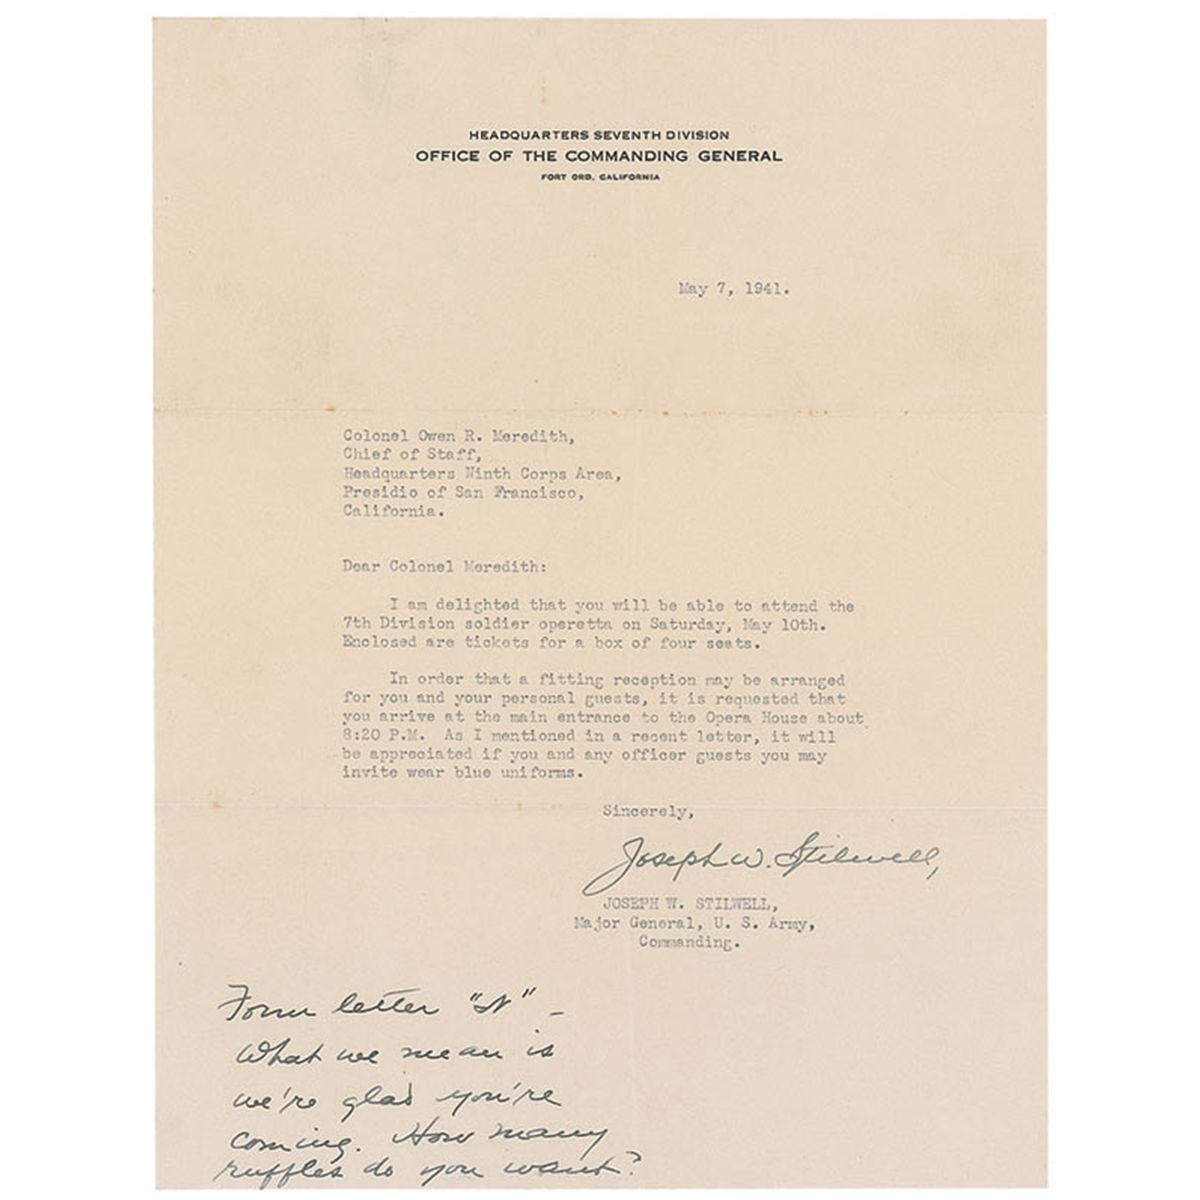 HEADQUARTERS SEVENTH DIVISION
OFFICE OF THE COMMANDING GENERAL
FORT ORD, CALIFORNIA
May 7, 1941.
Colonel Owen R. Meredith,
Chief of Staff,
Headquarters Ninth Corps Area,
Presidio of San Francisco,
California.
Dear Colonel Meredith:
I am delighted that you will be able to attend the
7th Division soldier operetta on Saturday, May 10th.
Enclosed are tickets for a box of four seats.
In order that a fitting reception may be arranged
for you and your personal guests, it is requested that
you arrive at the main entrance to the Opera House about
8:20 P.M. As I mentioned in a recent letter, it will
be appreciated if you and any officer guests you may
invite wear blue uniforms.
Sincerely,
Joseph W. Stilwell,
JOSEPH W. STILWELL,
Major General, U. S. Army,
Commanding.
Form letter "N" –
What we mean is
we're glad you're
coming. How many
ruffles do you want?